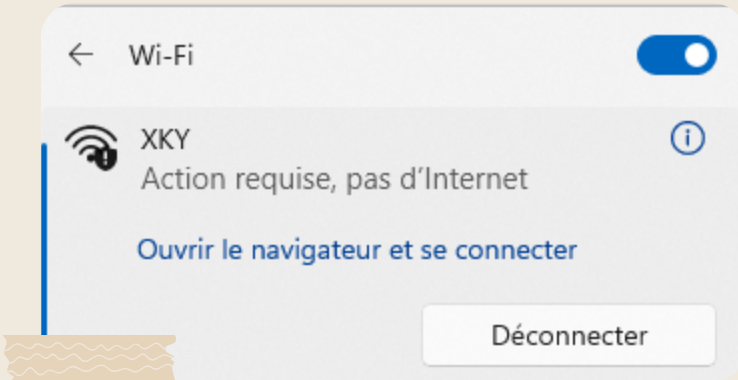 Wi-Fi
XKY
Action requise, pas d’Internet
Ouvrir le navigateur et se connecter
Déconnecter